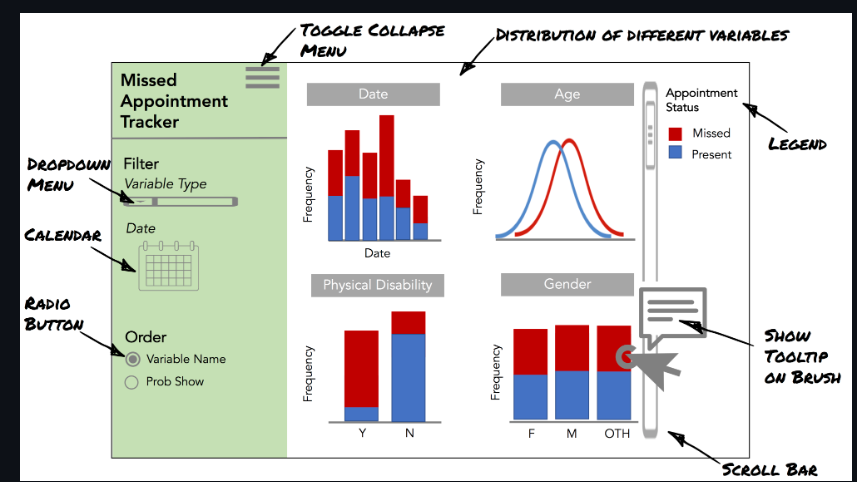 Toggle Collapse
Menu
Distribution of different variables
Missed
Appointment
Tracker
Date
Age
Appointment
Status
Missed
Present
Legend
Dropdown
Menu
Filter
Variable Type
Frequency
Frequency
Calendar
Date
Date
Physical Disability
Gender
Radio
Button
Order
Variable Name
Prob Show
Frequency
Frequency
Show
Tooltip
on Brush
Y N
F M OTH
Scroll Bar